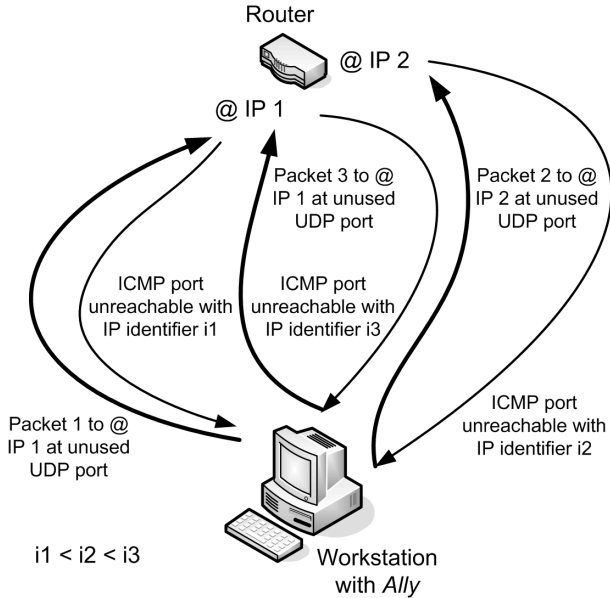 Router
@ IP 2
@ IP 1
Packet 3 to @
IP 1 at unused
UDP port
Packet 2 to @
IP 2 at unused
UDP port
ICMP port
unreachable with
IP identifier i1
ICMP port
unreachable with
IP identifier i3
ICMP port
unreachable with
IP identifier i2
Packet 1 to @
IP 1 at unused
UDP port
i1 < i2 < i3
Workstation
with Ally